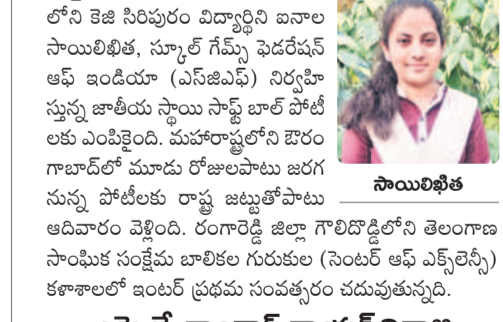 లోని కెజి సిరిపురం విద్యార్థిని ఐనాల
సాయిలిఖిత, స్కూల్ గేమ్స్ ఫెడరేషన్
ఆఫ్ ఇండియా (ఎస్‌జిఎఫ్) నిర్వహి
స్తున్న జాతీయ స్థాయి సాఫ్ట్ బాల్ పోటీ
లకు ఎంపికైంది. మహారాష్ట్రలోని ఔరం
గాబాద్‌లో మూడు రోజులపాటు జరగ
నున్న పోటీలకు రాష్ట్ర జట్టుతోపాటు
సాయిలిఖిత
ఆదివారం వెళ్లింది. రంగారెడ్డి జిల్లా గౌలిదొడ్డిలోని తెలంగాణ
సాంఘిక సంక్షేమ బాలికల గురుకుల (సెంటర్ ఆఫ్ ఎక్స్‌లెన్సీ)
కళాశాలలో ఇంటర్ ప్రథమ సంవత్సరం చదువుతున్నది.